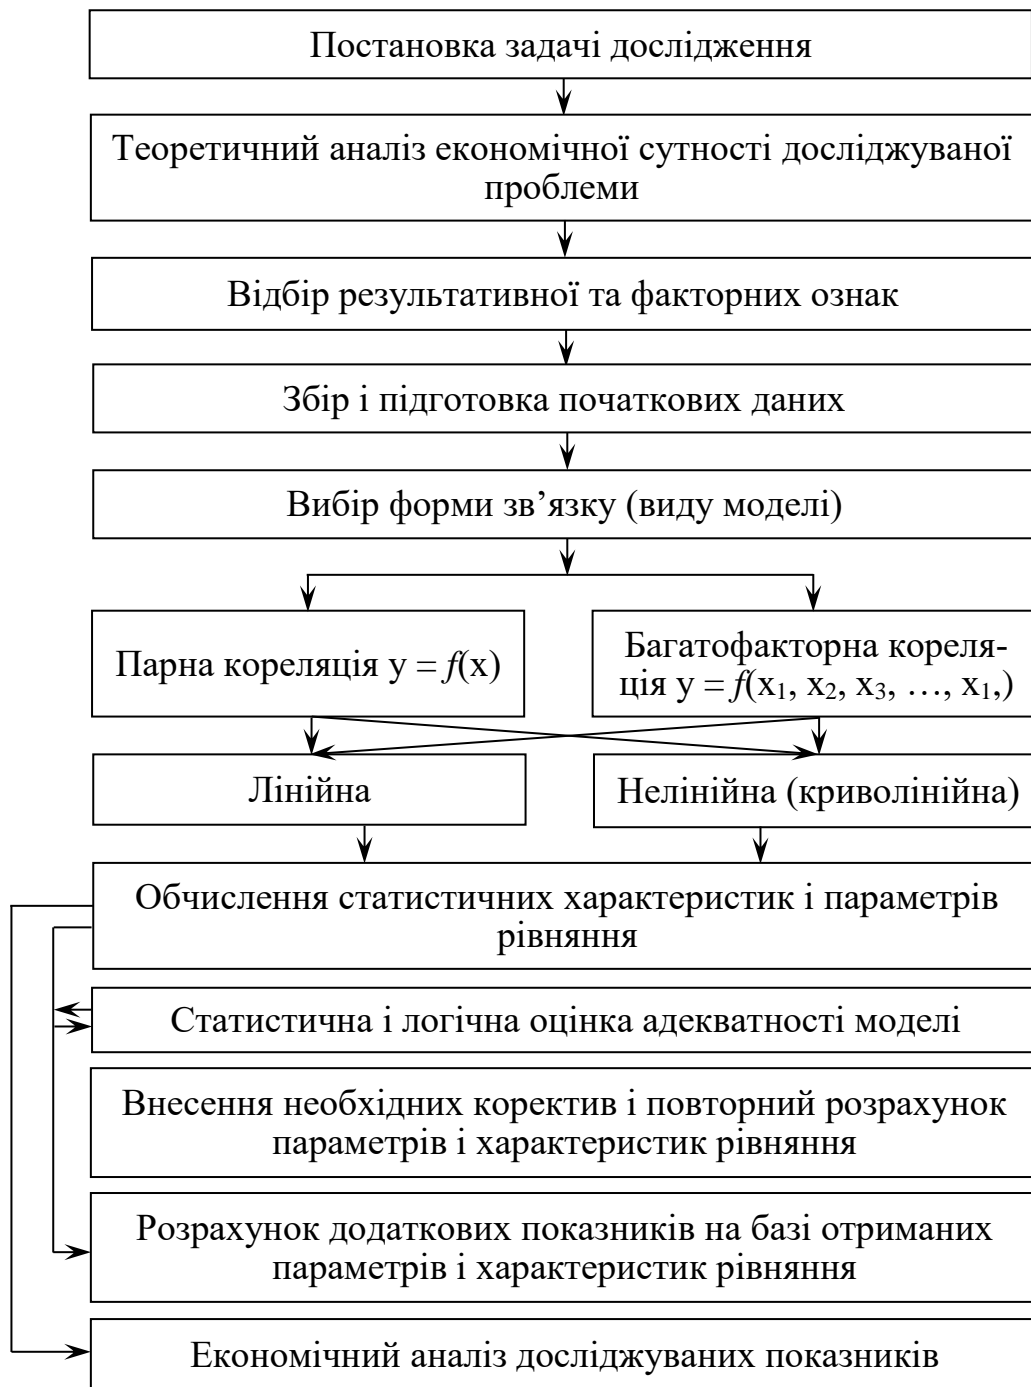 Постановка задачі дослідження
Теоретичний аналіз економічної сутності досліджуваної
проблеми
Відбір результативної та факторних ознак
Збір і підготовка початкових даних
Вибір форми зв’язку (виду моделі)
Парна кореляція y = f(x)
Багатофакторна кореля-
ція y = f(x₁, x₂, x₃, …, x₁,)
Лінійна
Нелінійна (криволінійна)
Обчислення статистичних характеристик і параметрів
рівняння
Статистична і логічна оцінка адекватності моделі
Внесення необхідних коректив і повторний розрахунок
параметрів і характеристик рівняння
Розрахунок додаткових показників на базі отриманих
параметрів і характеристик рівняння
Економічний аналіз досліджуваних показників